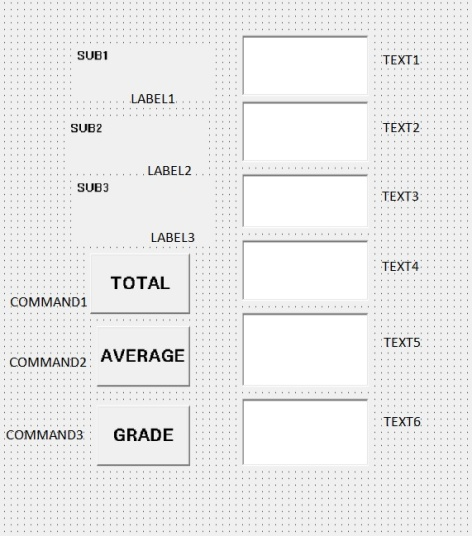 SUB1
TEXT1
LABEL1
SUB2
TEXT2
LABEL2
SUB3
TEXT3
LABEL3
TOTAL
TEXT4
COMMAND1
AVERAGE
TEXT5
COMMAND2
GRADE
TEXT6
COMMAND3